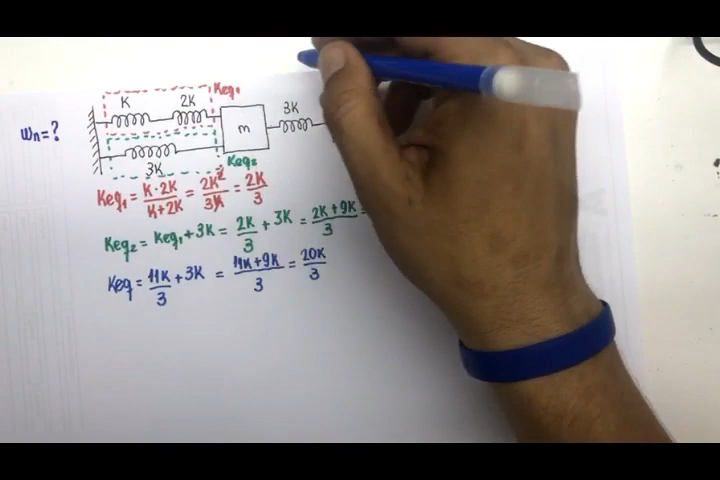 Keq₁
K 2K 3K
m
ωn=?
Keq₂
3K
Keq₁ = K·2K/K+2K = 2K²/3K = 2K/3
Keq₂ = Keq₁+3K = 2K/3 + 3K = 2K+9K/3 =
Keq = 11K/3 + 3K = 11K+9K/3 = 20K/3